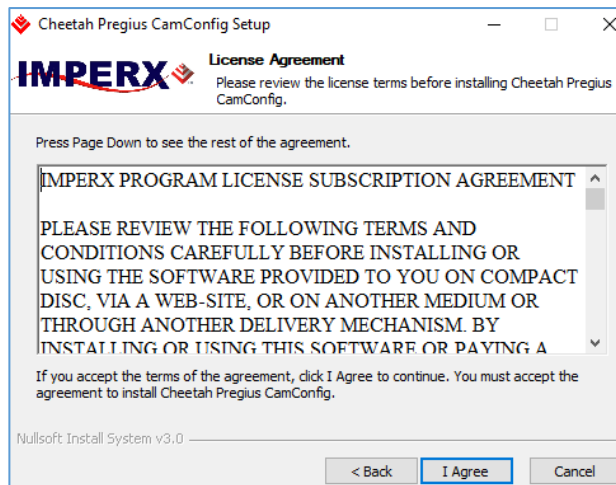 Cheetah Pregius CamConfig Setup
IMPERX
License Agreement
Please review the license terms before installing Cheetah Pregius
CamConfig.
Press Page Down to see the rest of the agreement.
IMPERX PROGRAM LICENSE SUBSCRIPTION AGREEMENT
PLEASE REVIEW THE FOLLOWING TERMS AND
CONDITIONS CAREFULLY BEFORE INSTALLING OR
USING THE SOFTWARE PROVIDED TO YOU ON COMPACT
DISC, VIA A WEB-SITE, OR ON ANOTHER MEDIUM OR
THROUGH ANOTHER DELIVERY MECHANISM. BY
INSTALLING OR USING THIS SOFTWARE OR PAYING A
If you accept the terms of the agreement, click I Agree to continue. You must accept the
agreement to install Cheetah Pregius CamConfig.
Nullsoft Install System v3.0
< Back
I Agree
Cancel